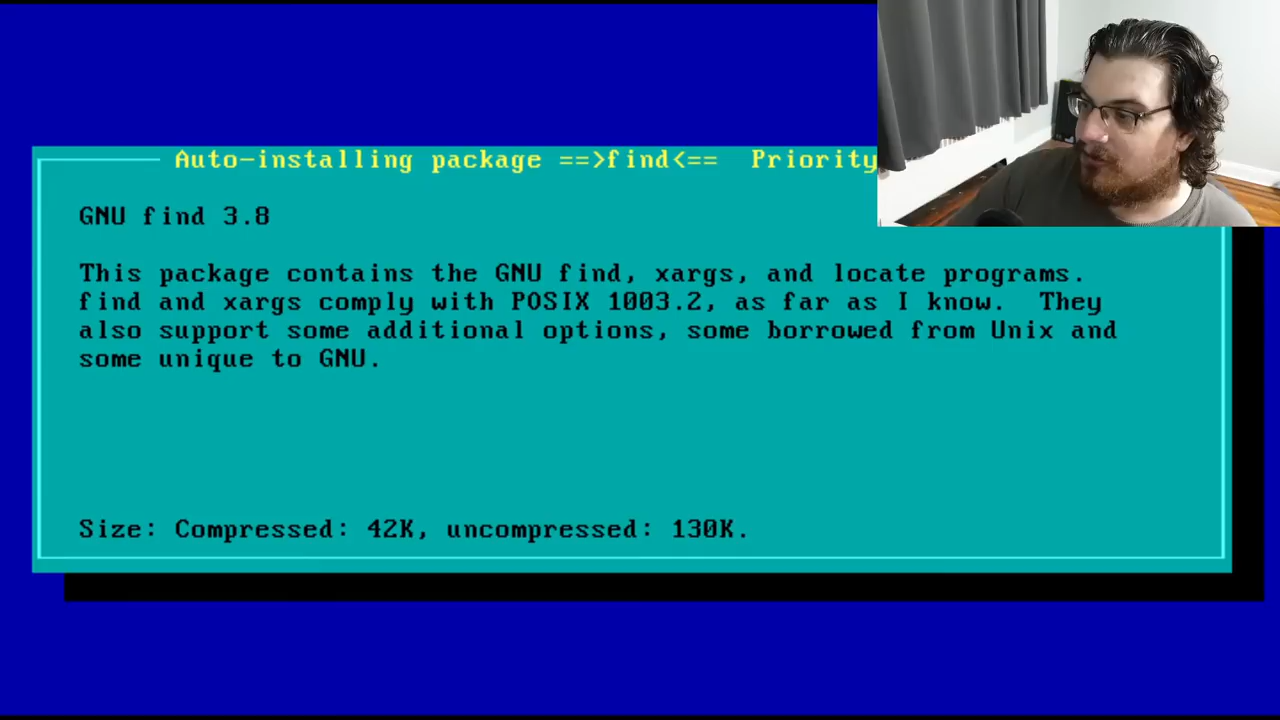 Auto-installing package ==>find<==  Priority
GNU find 3.8
This package contains the GNU find, xargs, and locate programs.
find and xargs comply with POSIX 1003.2, as far as I know.  They
also support some additional options, some borrowed from Unix and
some unique to GNU.
Size: Compressed: 42K, uncompressed: 130K.